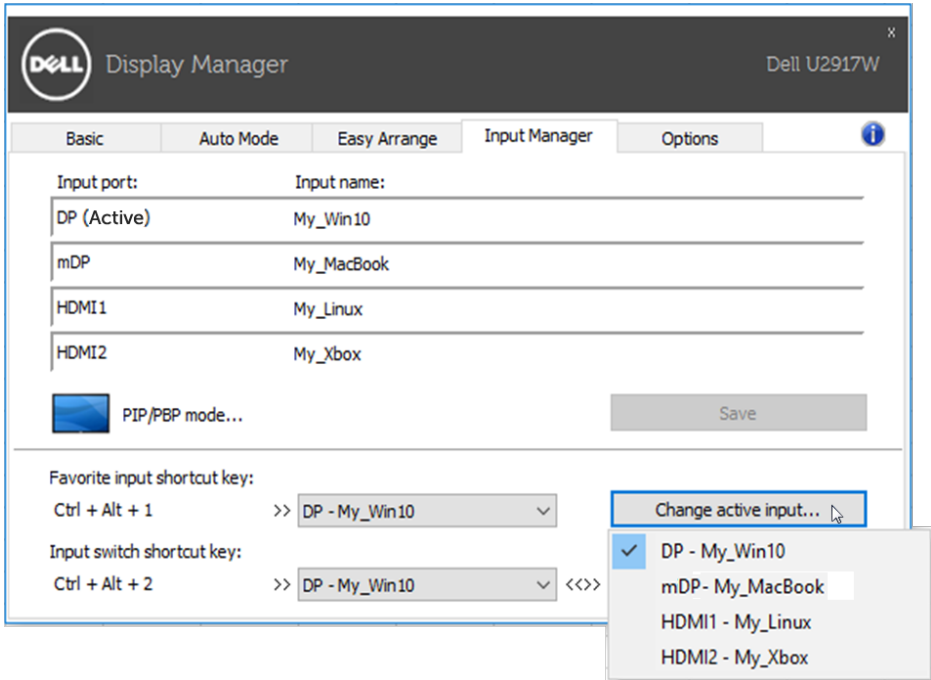 x
DELL Display Manager Dell U2917W
Basic Auto Mode Easy Arrange Input Manager Options i
Input port: Input name:
DP (Active) My_Win10
mDP My_MacBook
HDMI1 My_Linux
HDMI2 My_Xbox
PIP/PBP mode... Save
Favorite input shortcut key:
Ctrl + Alt + 1 >> DP - My_Win10 Change active input...
Input switch shortcut key:
Ctrl + Alt + 2 >> DP - My_Win10 <<>>
DP - My_Win10
mDP- My_MacBook
HDMI1 - My_Linux
HDMI2 - My_Xbox